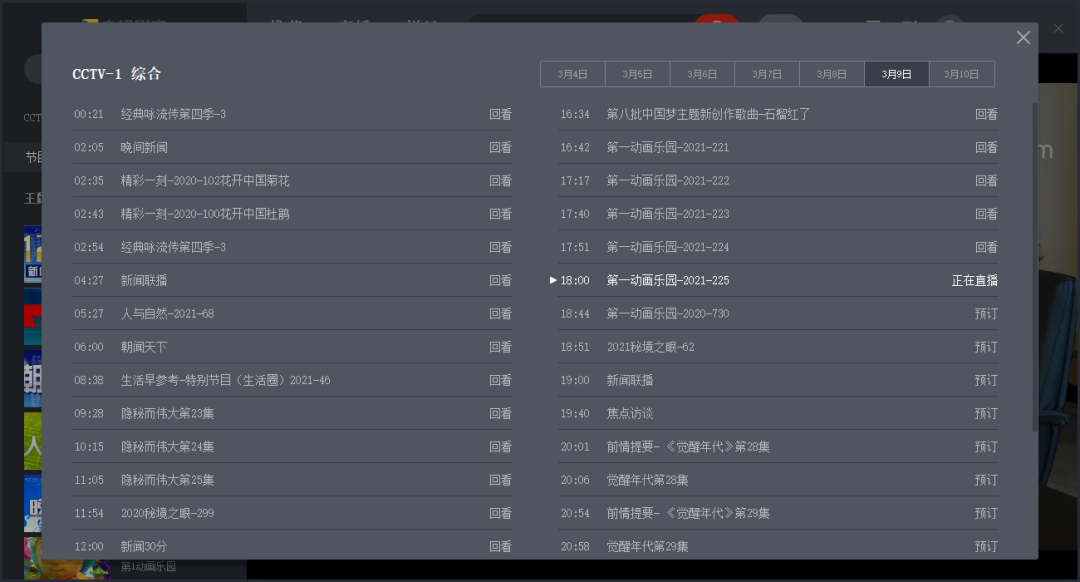 CCTV-1 综合
3月4日 3月5日 3月6日 3月7日 3月8日 3月9日 3月10日
00:21 经典咏流传第四季-3 回看
02:05 晚间新闻 回看
02:35 精彩一刻-2020-102花开中国菊花 回看
02:43 精彩一刻-2020-100花开中国杜鹃 回看
02:54 经典咏流传第四季-3 回看
04:27 新闻联播 回看
05:27 人与自然-2021-68 回看
06:00 朝闻天下 回看
08:38 生活早参考-特别节目（生活圈）2021-46 回看
09:28 隐秘而伟大第23集 回看
10:15 隐秘而伟大第24集 回看
11:05 隐秘而伟大第25集 回看
11:54 2020秘境之眼-299 回看
12:00 新闻30分 回看
16:34 第八批中国梦主题新创作歌曲-石榴红了 回看
16:42 第一动画乐园-2021-221 回看
17:17 第一动画乐园-2021-222 回看
17:40 第一动画乐园-2021-223 回看
17:51 第一动画乐园-2021-224 回看
18:00 第一动画乐园-2021-225 正在直播
18:44 第一动画乐园-2020-730 预订
18:51 2021秘境之眼-62 预订
19:00 新闻联播 预订
19:40 焦点访谈 预订
20:01 前情提要-《觉醒年代》第28集 预订
20:06 觉醒年代第28集 预订
20:54 前情提要-《觉醒年代》第29集 预订
20:58 觉醒年代第29集 预订
第1动画乐园